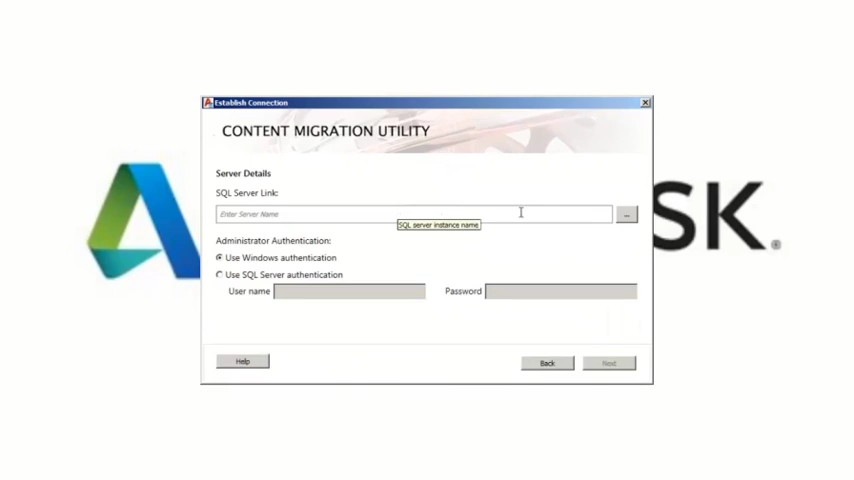 Establish Connection
CONTENT MIGRATION UTILITY
Server Details
SQL Server Link:
Enter Server Name
...
SQL server instance name
SK®
Administrator Authentication:
Use Windows authentication
Use SQL Server authentication
User name
Password
Help
Back
Next